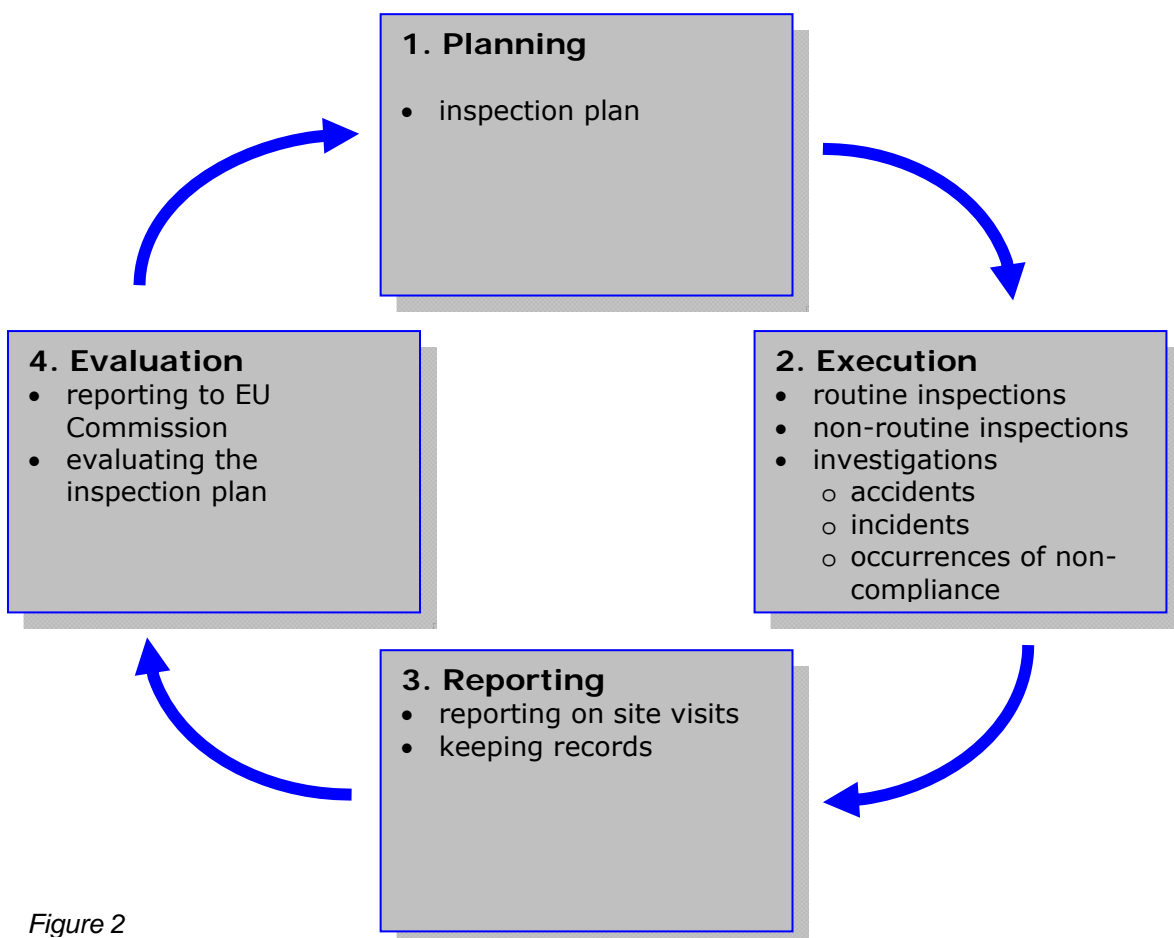 1. Planning
• inspection plan
2. Execution
• routine inspections
• non-routine inspections
• investigations
o accidents
o incidents
o occurrences of non-
compliance
3. Reporting
• reporting on site visits
• keeping records
4. Evaluation
• reporting to EU
Commission
• evaluating the
inspection plan
Figure 2